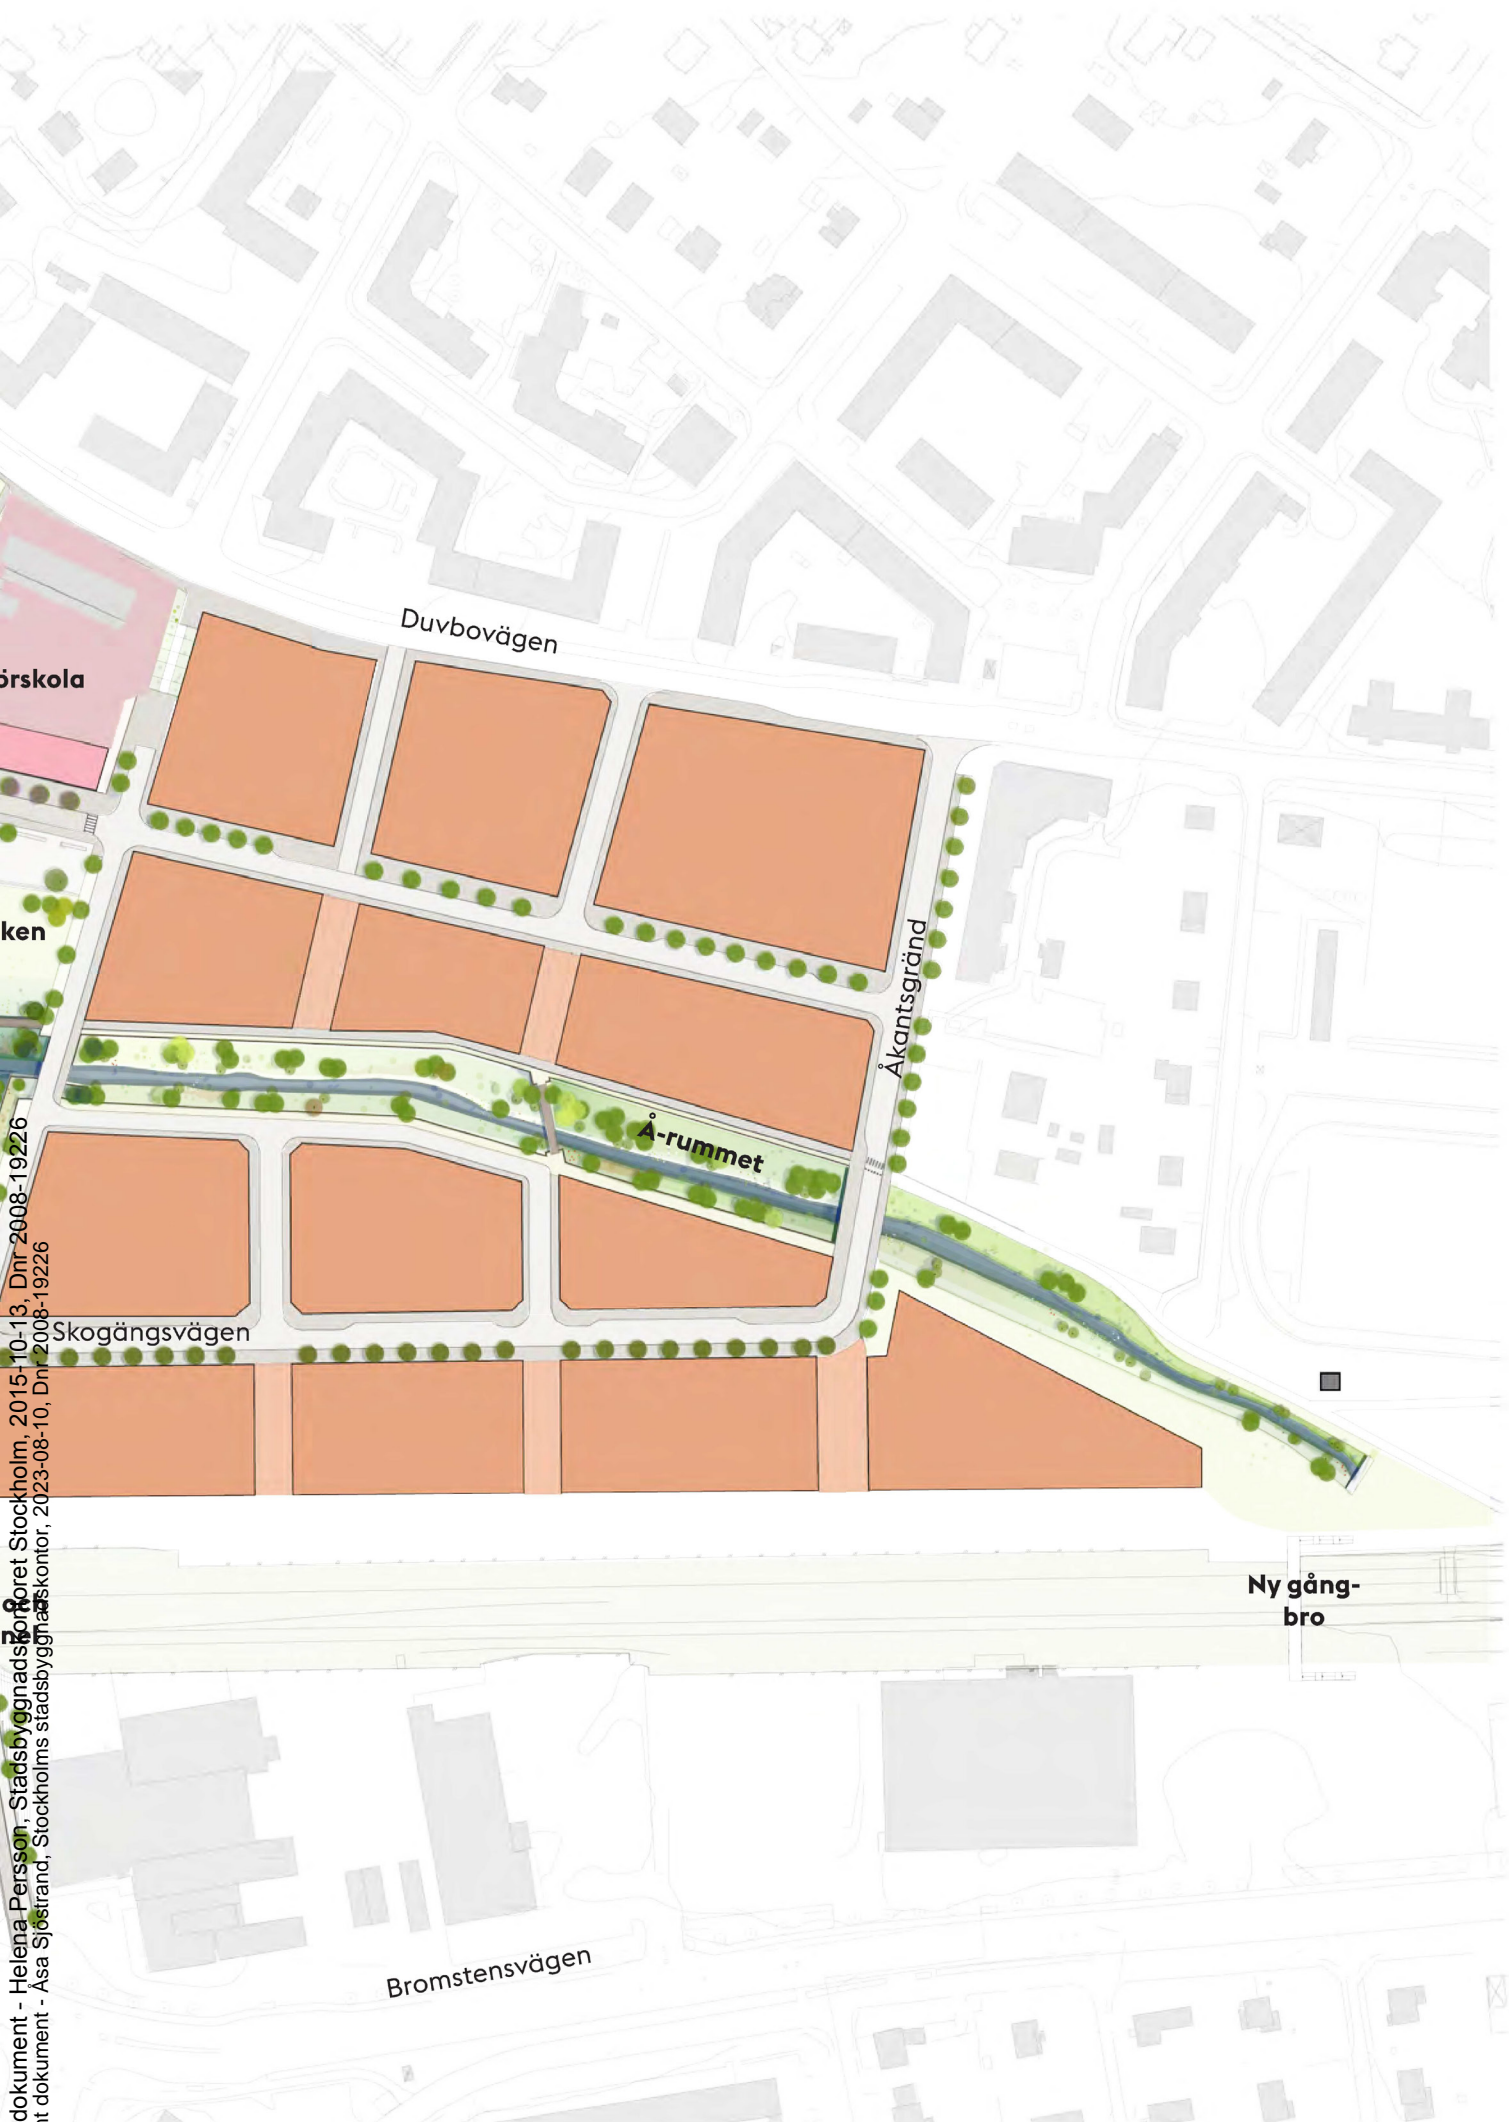 Duvbovägen
örskola
ken
Åkantsgränd
Å-rummet
Skogängsvägen
Ny gång-
bro
Bromstensvägen
dokument - Helena Persson, Stadsbyggnadskontoret Stockholm, 2015-10-13, Dnr 2008-19226
nt dokument - Åsa Sjöstrand, Stockholms stadsbyggnadskontor, 2023-08-10, Dnr 2008-19226